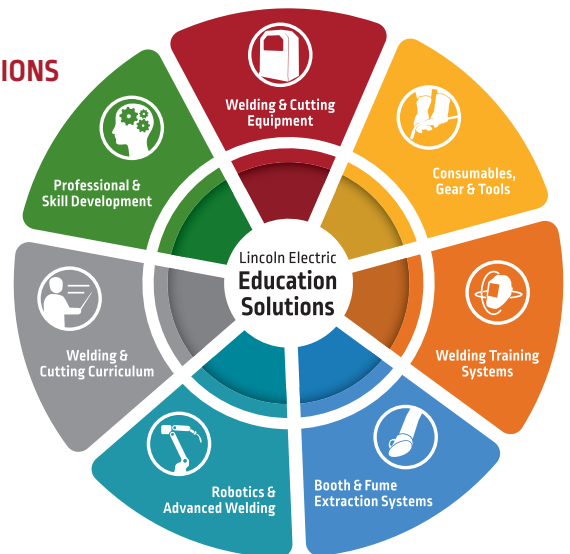 IONS
Welding & Cutting
Equipment
Consumables,
Gear & Tools
Welding Training
Systems
Booth & Fume
Extraction Systems
Robotics &
Advanced Welding
Welding &
Cutting Curriculum
Professional &
Skill Development
Lincoln Electric
Education
Solutions